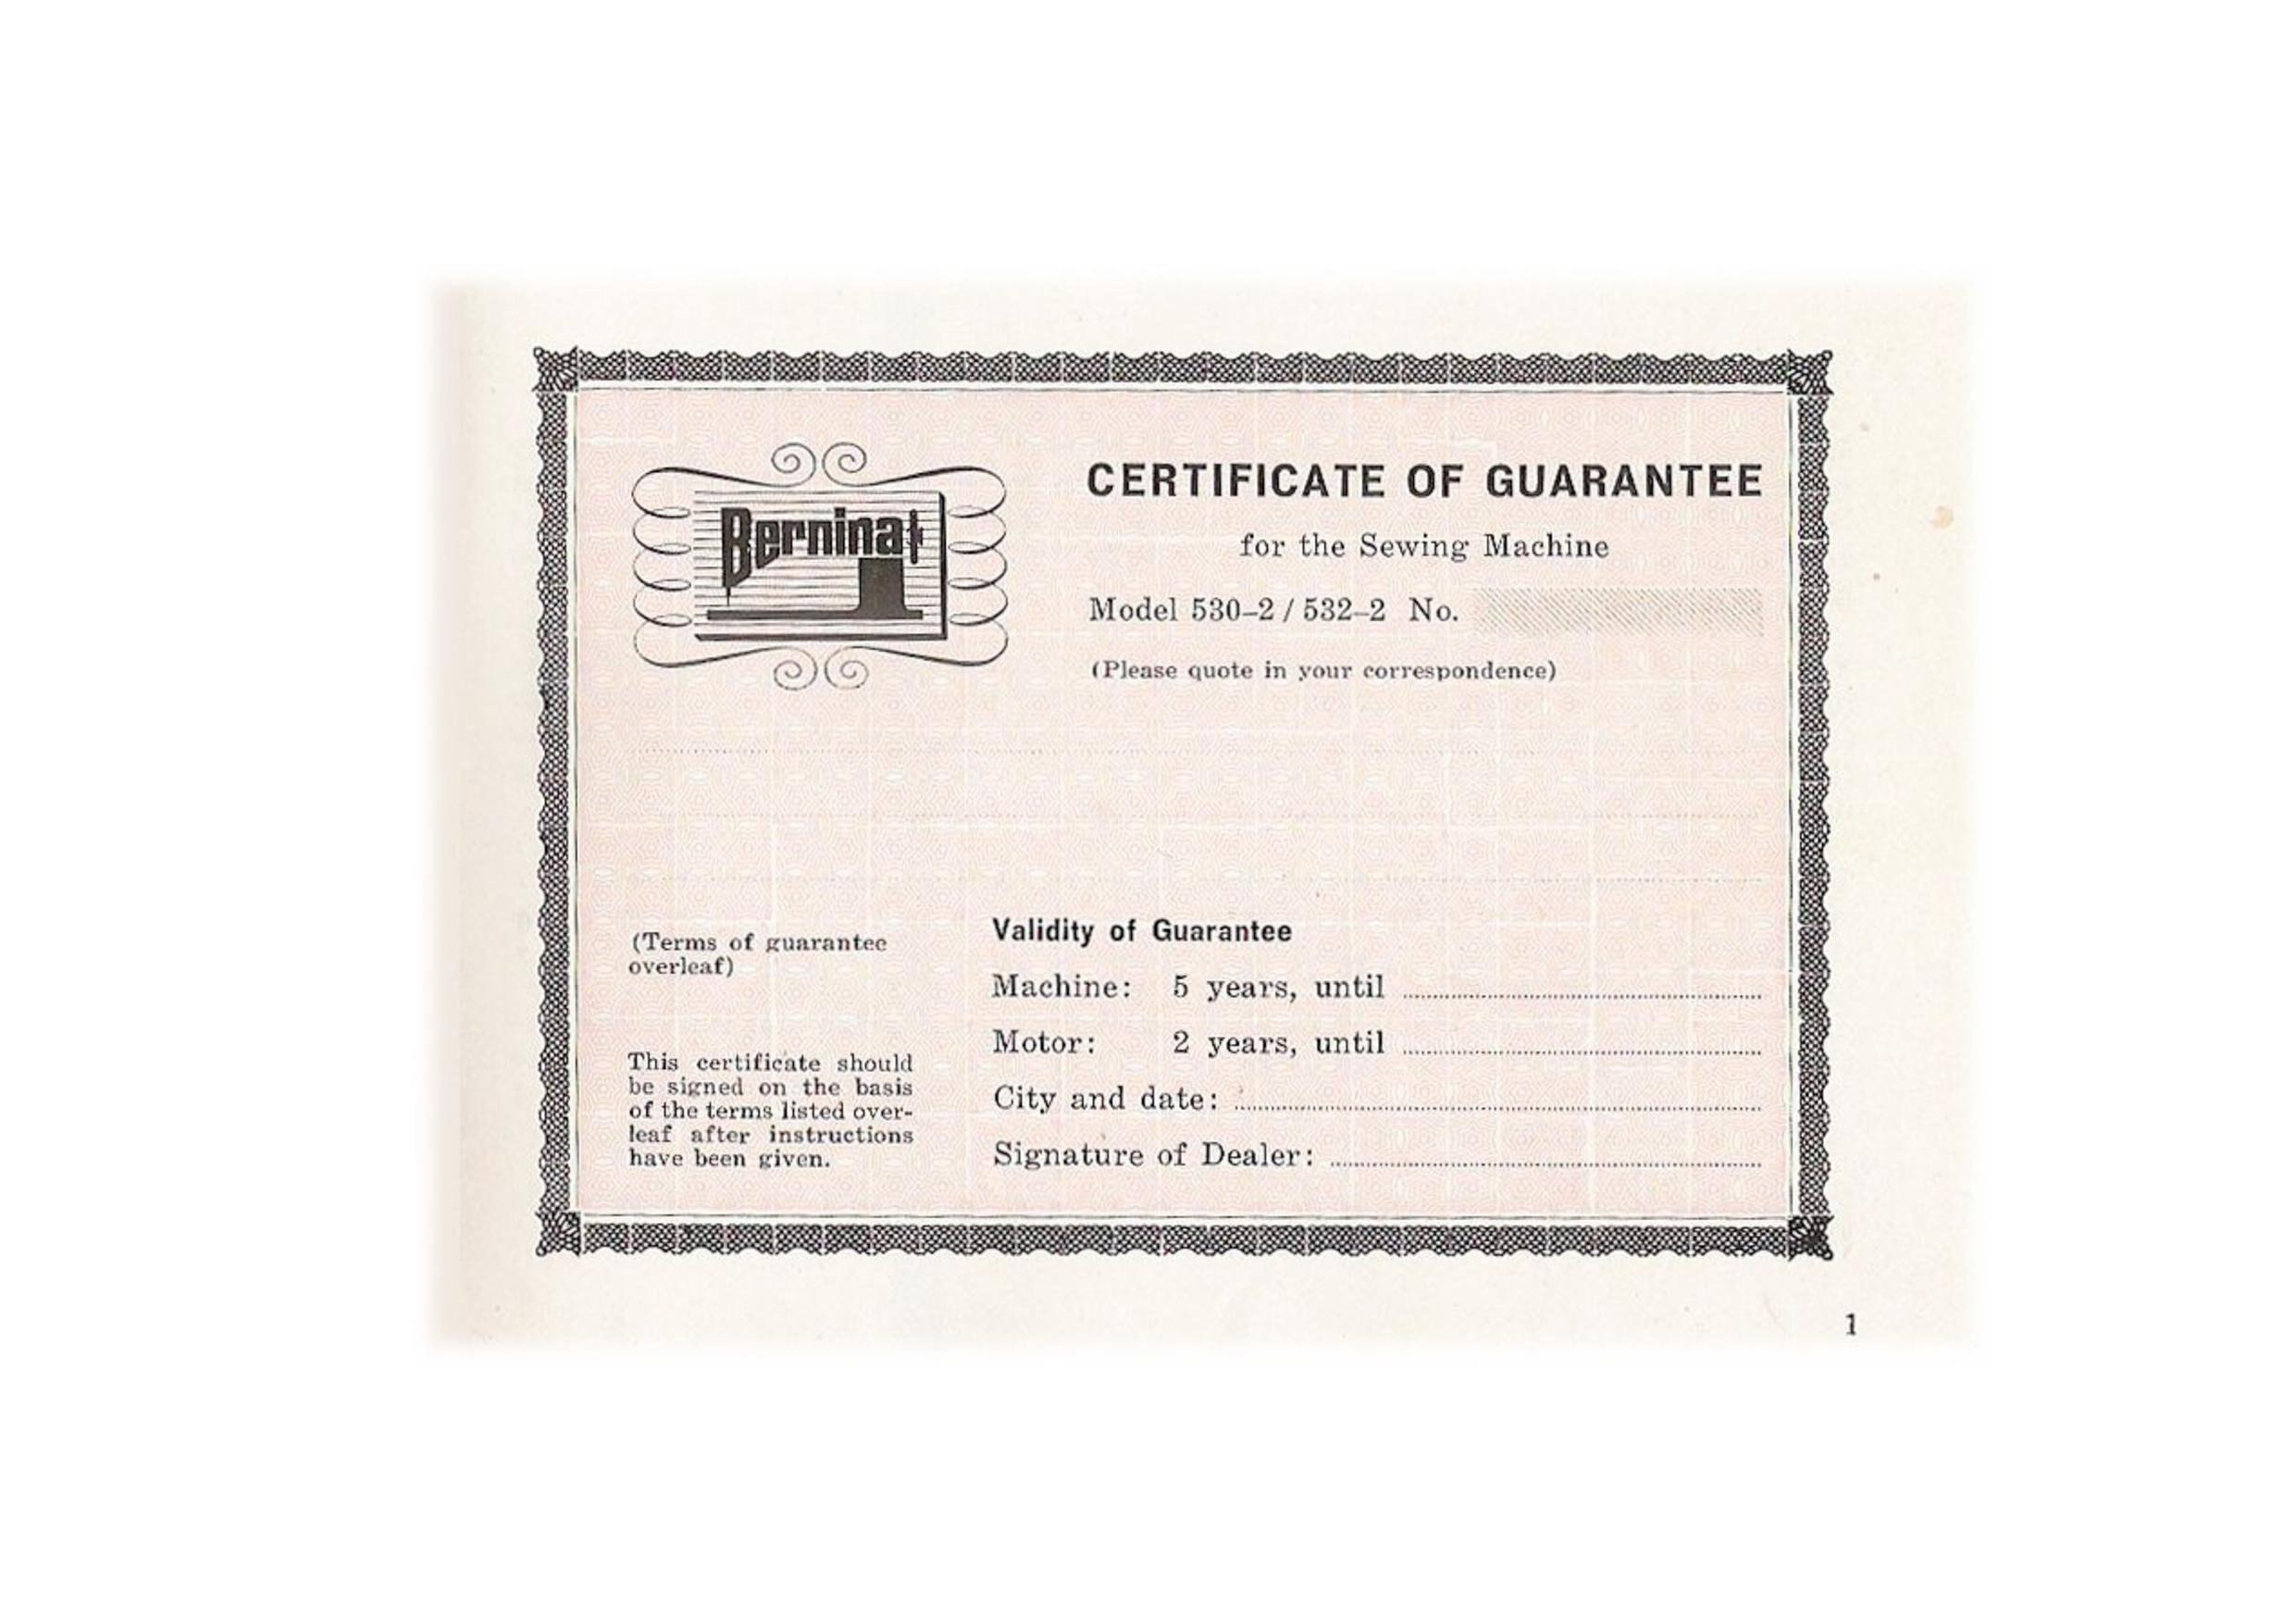 Bernina
CERTIFICATE OF GUARANTEE
for the Sewing Machine
Model 530–2 / 532–2 No.
(Please quote in your correspondence)
(Terms of guarantee
overleaf)
This certificate should
be signed on the basis
of the terms listed over-
leaf after instructions
have been given.
Validity of Guarantee
Machine: 5 years, until
Motor: 2 years, until
City and date:
Signature of Dealer:
1